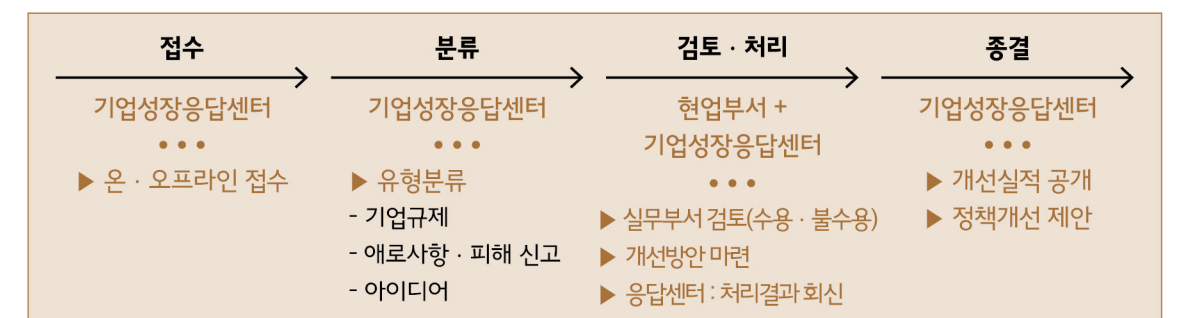 접수
기업성장응답센터
• • •
▶ 온 · 오프라인 접수
분류
기업성장응답센터
• • •
▶ 유형분류
- 기업규제
- 애로사항 · 피해 신고
- 아이디어
검토 · 처리
현업부서 +
기업성장응답센터
• • •
▶ 실무부서 검토(수용 · 불수용)
▶ 개선방안 마련
▶ 응답센터 : 처리결과 회신
종결
기업성장응답센터
• • •
▶ 개선실적 공개
▶ 정책개선 제안